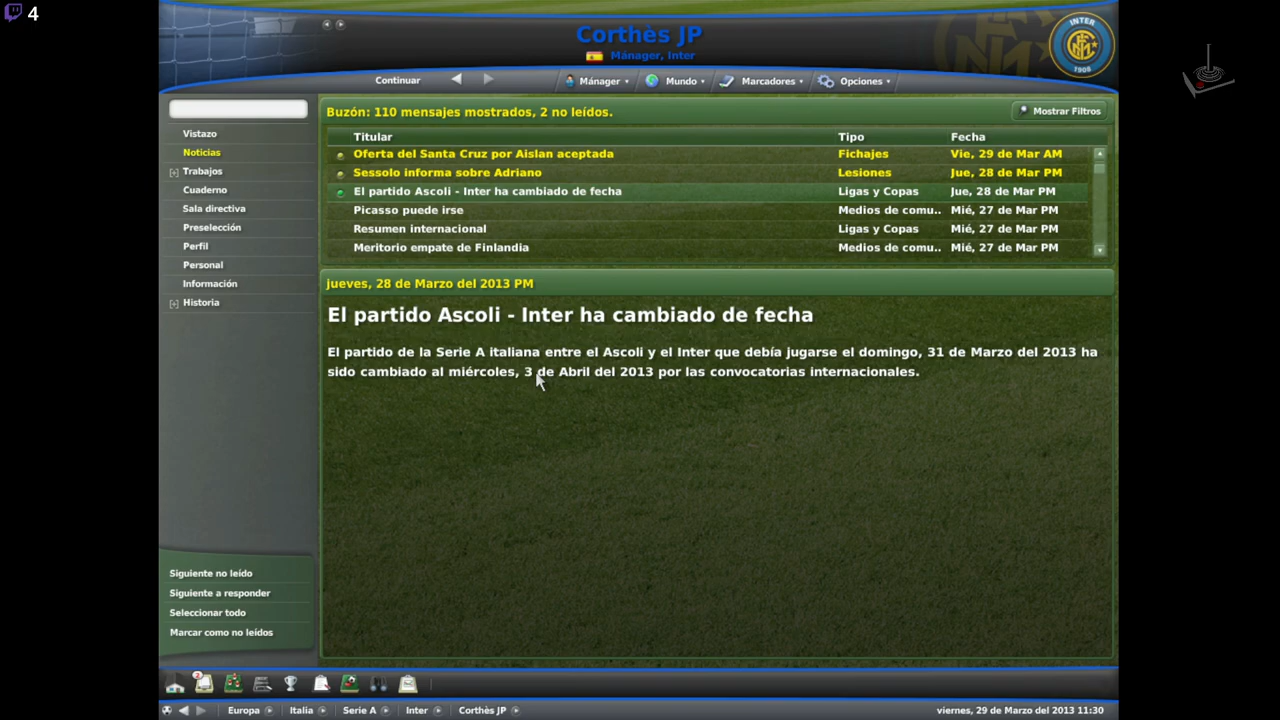 4
Corthès JP
Mánager, Inter
INTER
1908
Continuar
Mánager
Mundo
Marcadores
Opciones
Vistazo
Noticias
Trabajos
Cuaderno
Sala directiva
Preselección
Perfil
Personal
Información
Historia
Buzón: 110 mensajes mostrados, 2 no leídos.
Mostrar Filtros
Titular Tipo Fecha
Oferta del Santa Cruz por Aislan aceptada Fichajes Vie, 29 de Mar AM
Sessolo informa sobre Adriano Lesiones Jue, 28 de Mar PM
El partido Ascoli - Inter ha cambiado de fecha Ligas y Copas Jue, 28 de Mar PM
Picasso puede irse Medios de comu.. Mié, 27 de Mar PM
Resumen internacional Ligas y Copas Mié, 27 de Mar PM
Meritorio empate de Finlandia Medios de comu.. Mié, 27 de Mar PM
jueves, 28 de Marzo del 2013 PM
El partido Ascoli - Inter ha cambiado de fecha
El partido de la Serie A italiana entre el Ascoli y el Inter que debía jugarse el domingo, 31 de Marzo del 2013 ha
sido cambiado al miércoles, 3 de Abril del 2013 por las convocatorias internacionales.
Siguiente no leído
Siguiente a responder
Seleccionar todo
Marcar como no leídos
2
Europa
Italia
Serie A
Inter
Corthès JP
viernes, 29 de Marzo del 2013 11:30